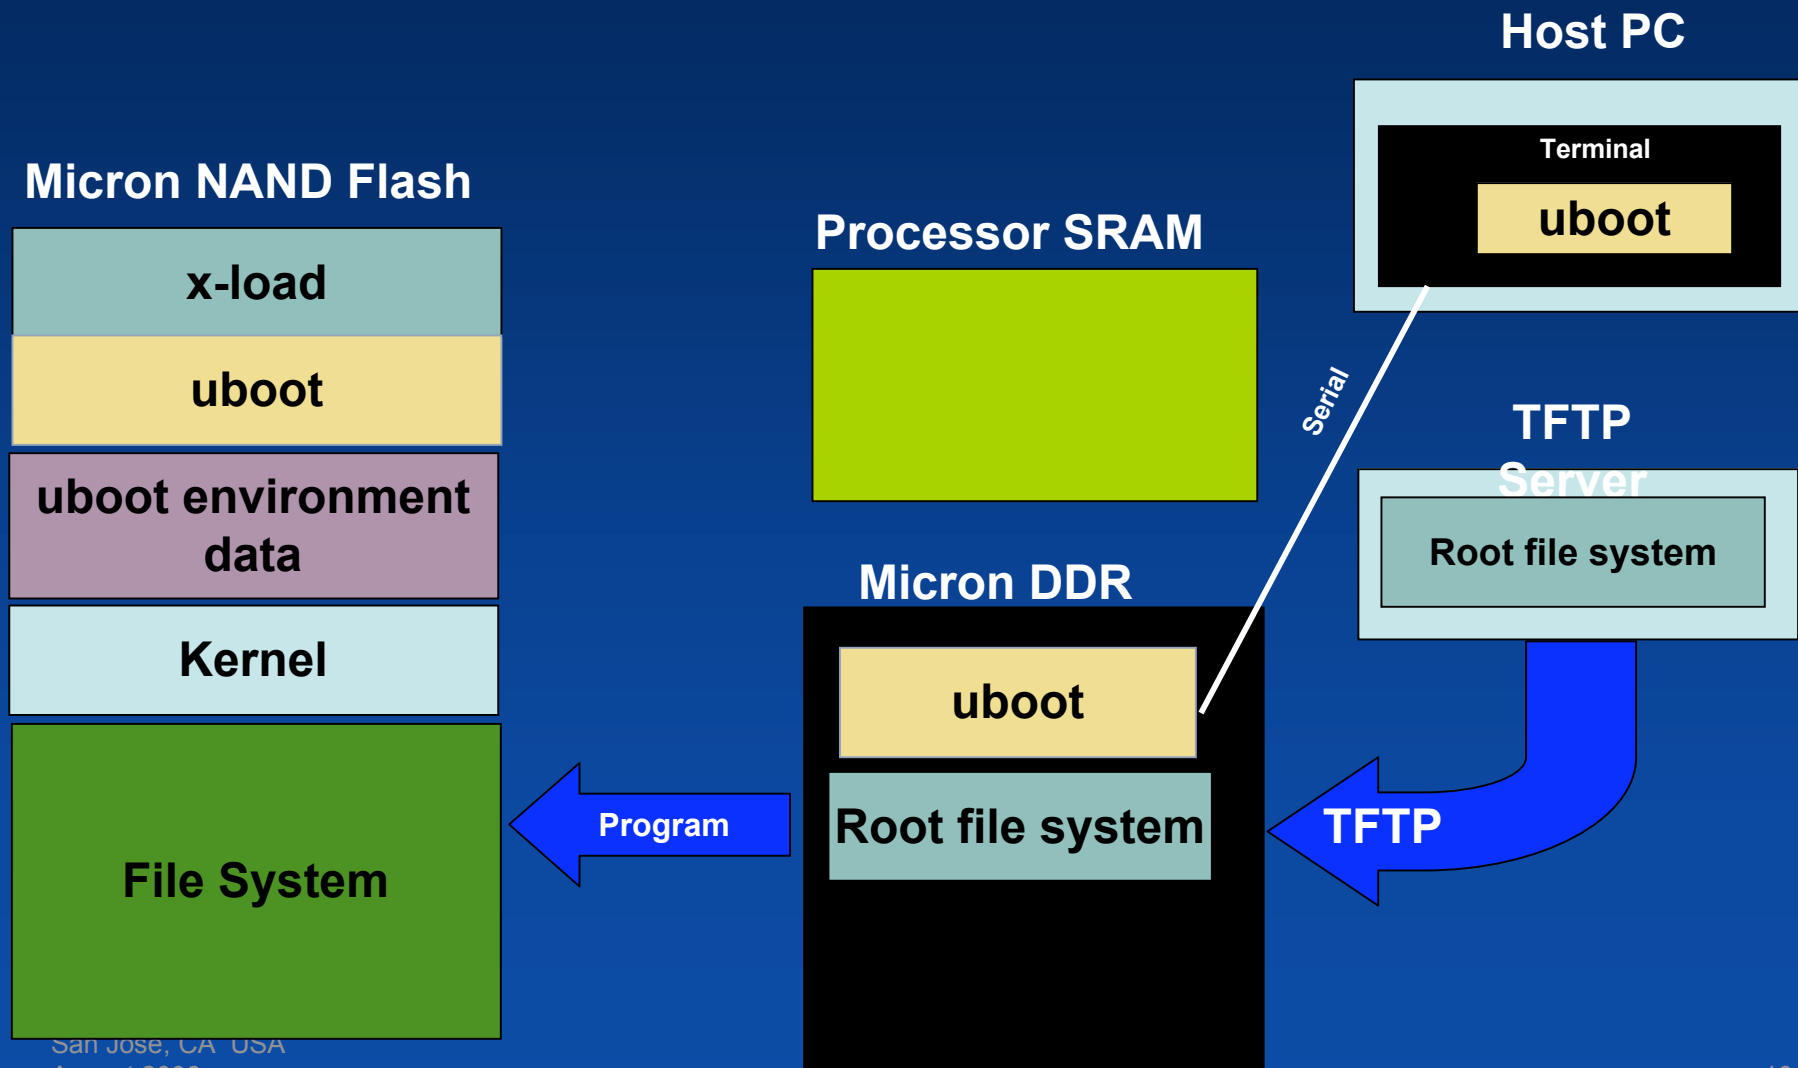 Host PC
Terminal
uboot
Micron NAND Flash
x-load
uboot
uboot environment
data
Kernel
File System
Processor SRAM
Serial
TFTP
Server
Root file system
Micron DDR
uboot
Root file system
Program
TFTP
San Jose, CA USA